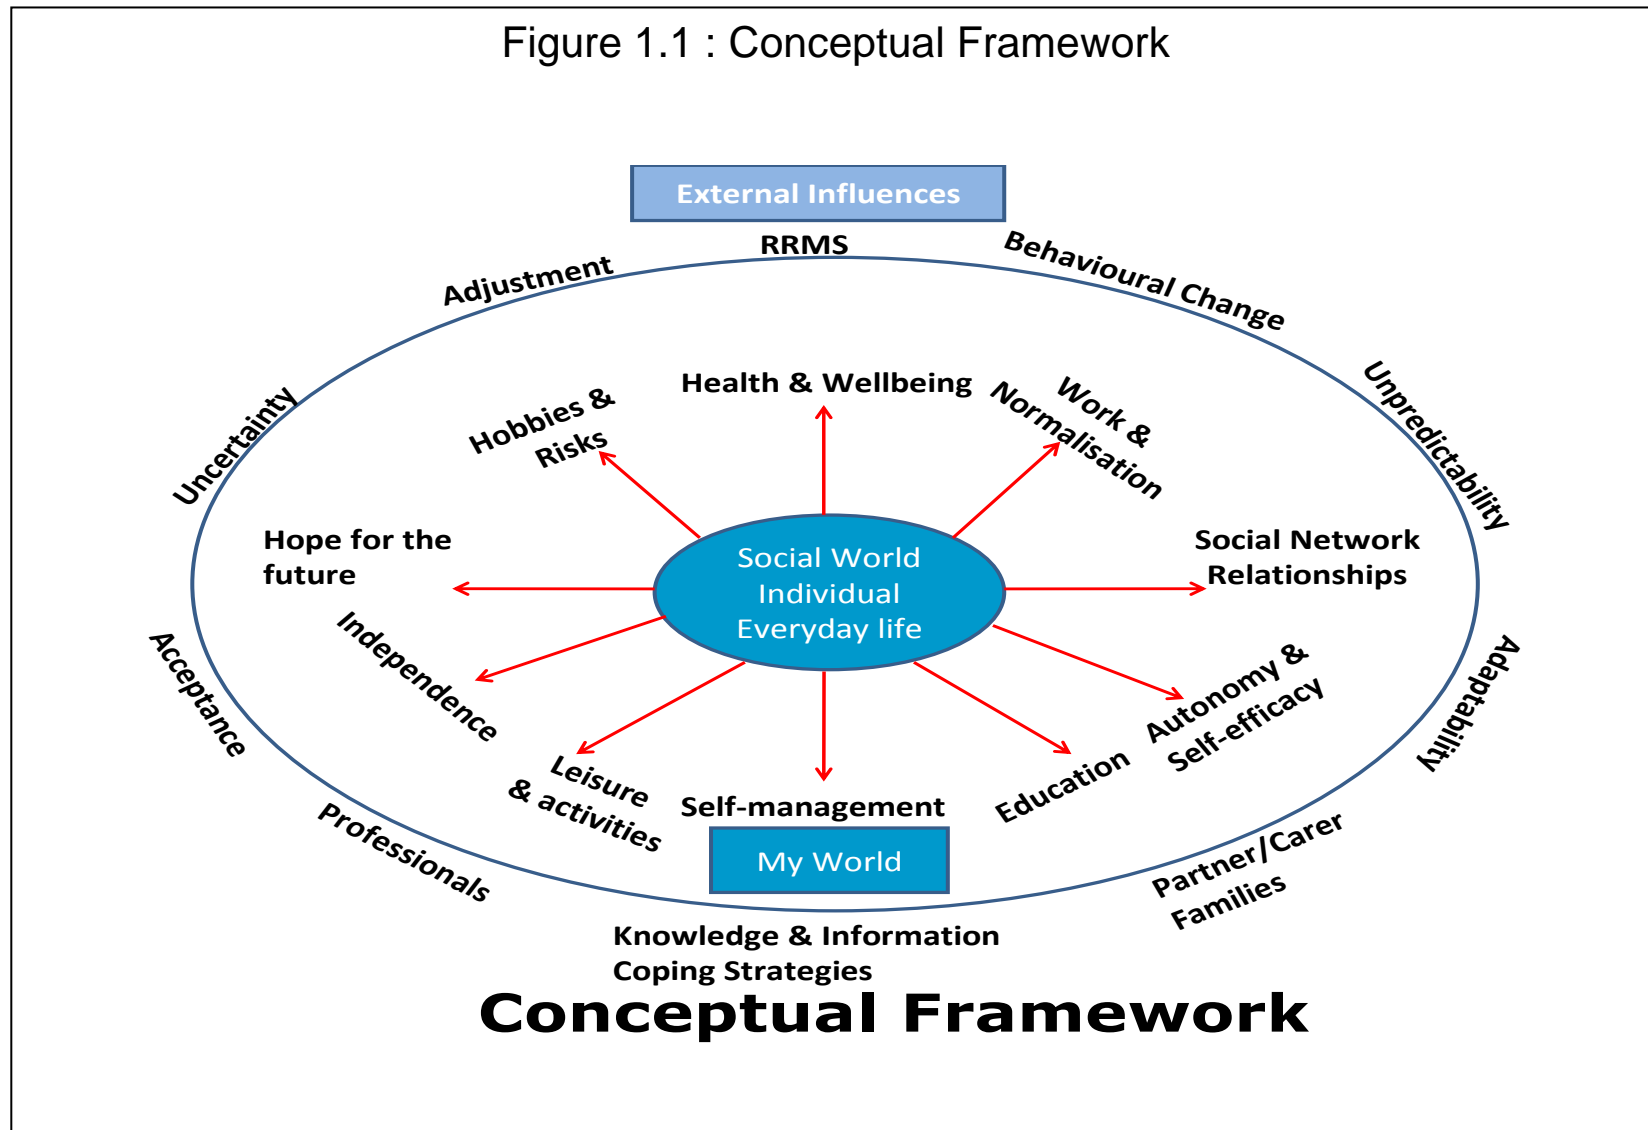 Figure 1.1 : Conceptual Framework
External Influences
RRMS
Adjustment
Behavioural Change
Uncertainty
Unpredictability
Health & Wellbeing
Hobbies &
Risks
Work &
Normalisation
Hope for the
future
Social World
Individual
Everyday life
Social Network
Relationships
Acceptance
Independence
Autonomy &
Self-efficacy
Adaptability
Leisure
& activities
Self-management
Education
My World
Professionals
Partner/Carer
Families
Knowledge & Information
Coping Strategies
Conceptual Framework